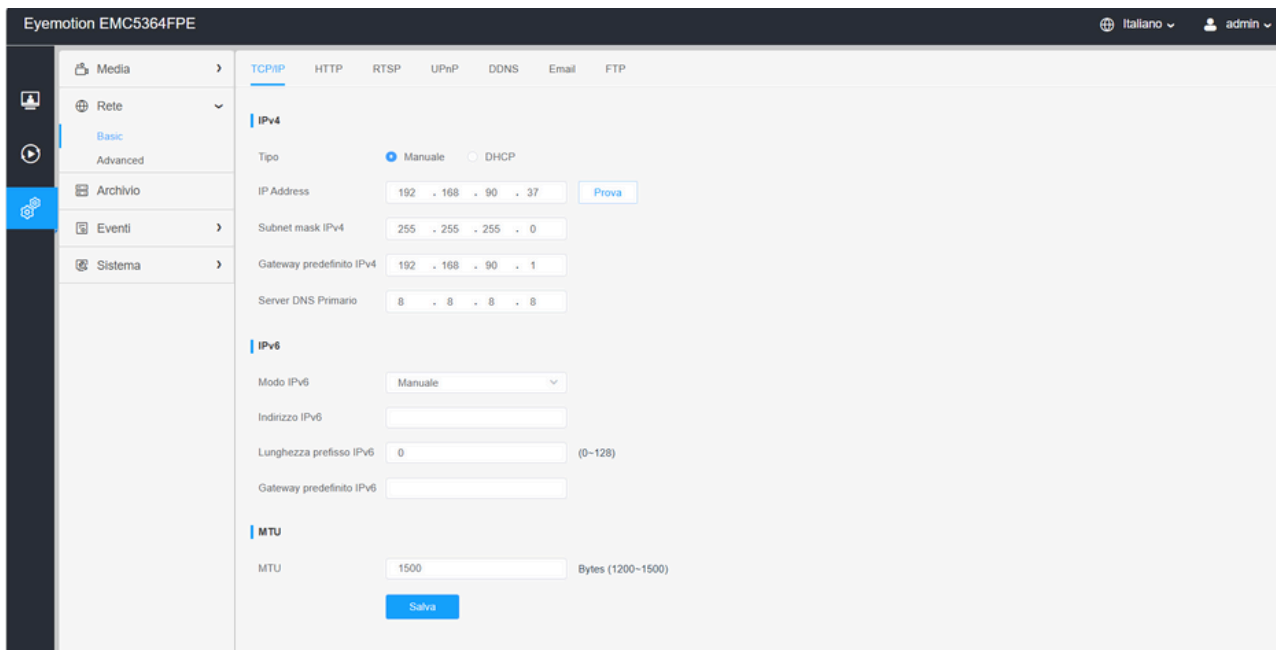 Eyemotion EMC5364FPE
Italiano
admin
Media
Rete
Basic
Advanced
Archivio
Eventi
Sistema
TCP/IP HTTP RTSP UPnP DDNS Email FTP
IPv4
Tipo Manuale DHCP
IP Address 192 . 168 . 90 . 37 Prova
Subnet mask IPv4 255 . 255 . 255 . 0
Gateway predefinito IPv4 192 . 168 . 90 . 1
Server DNS Primario 8 . 8 . 8 . 8
IPv6
Modo IPv6 Manuale
Indirizzo IPv6
Lunghezza prefisso IPv6 0 (0~128)
Gateway predefinito IPv6
MTU
MTU 1500 Bytes (1200~1500)
Salva